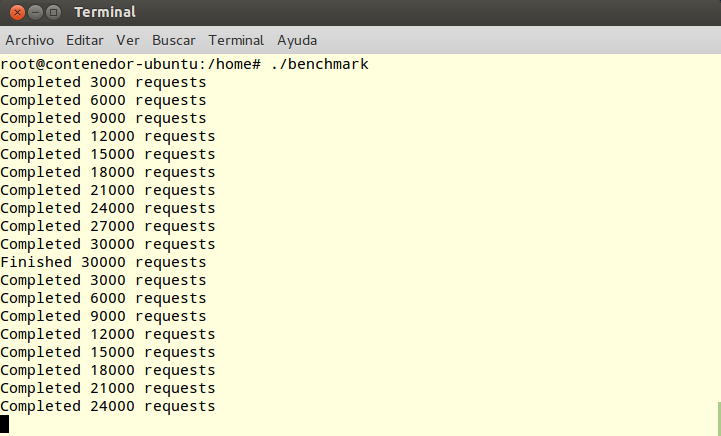 Terminal
Archivo Editar Ver Buscar Terminal Ayuda
root@contenedor-ubuntu:/home# ./benchmark
Completed 3000 requests
Completed 6000 requests
Completed 9000 requests
Completed 12000 requests
Completed 15000 requests
Completed 18000 requests
Completed 21000 requests
Completed 24000 requests
Completed 27000 requests
Completed 30000 requests
Finished 30000 requests
Completed 3000 requests
Completed 6000 requests
Completed 9000 requests
Completed 12000 requests
Completed 15000 requests
Completed 18000 requests
Completed 21000 requests
Completed 24000 requests